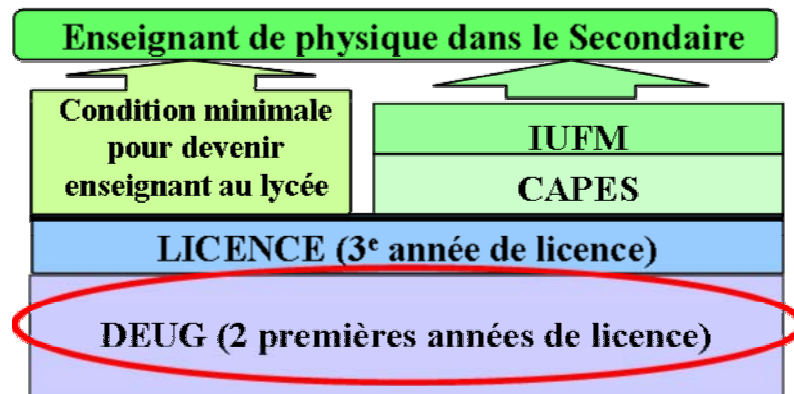 Enseignant de physique dans le Secondaire
Condition minimale
pour devenir
enseignant au lycée
IUFM
CAPES
LICENCE (3e année de licence)
DEUG (2 premières années de licence)